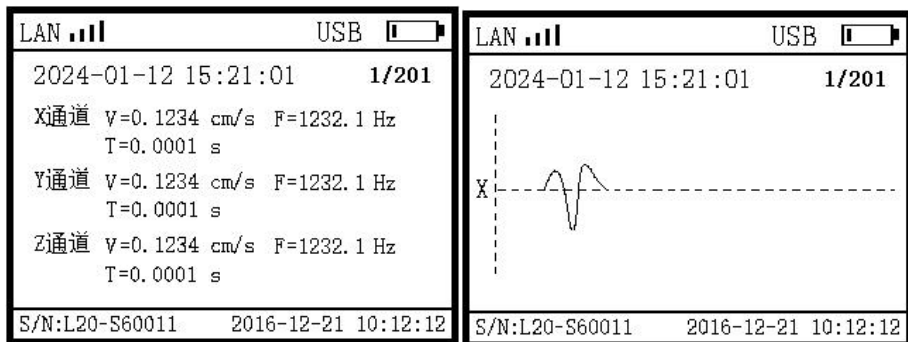 LAN USB
2024-01-12 15:21:01 1/201
X通道 V=0.1234 cm/s F=1232.1 Hz
T=0.0001 s
Y通道 V=0.1234 cm/s F=1232.1 Hz
T=0.0001 s
Z通道 V=0.1234 cm/s F=1232.1 Hz
T=0.0001 s
S/N:L20-S60011 2016-12-21 10:12:12
LAN USB
2024-01-12 15:21:01 1/201
X
S/N:L20-S60011 2016-12-21 10:12:12